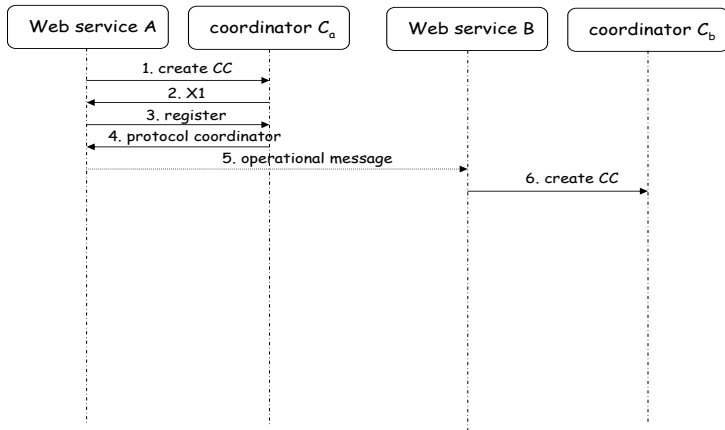 Web service A
coordinator Ca
Web service B
coordinator Cb
1. create CC
2. X1
3. register
4. protocol coordinator
5. operational message
6. create CC